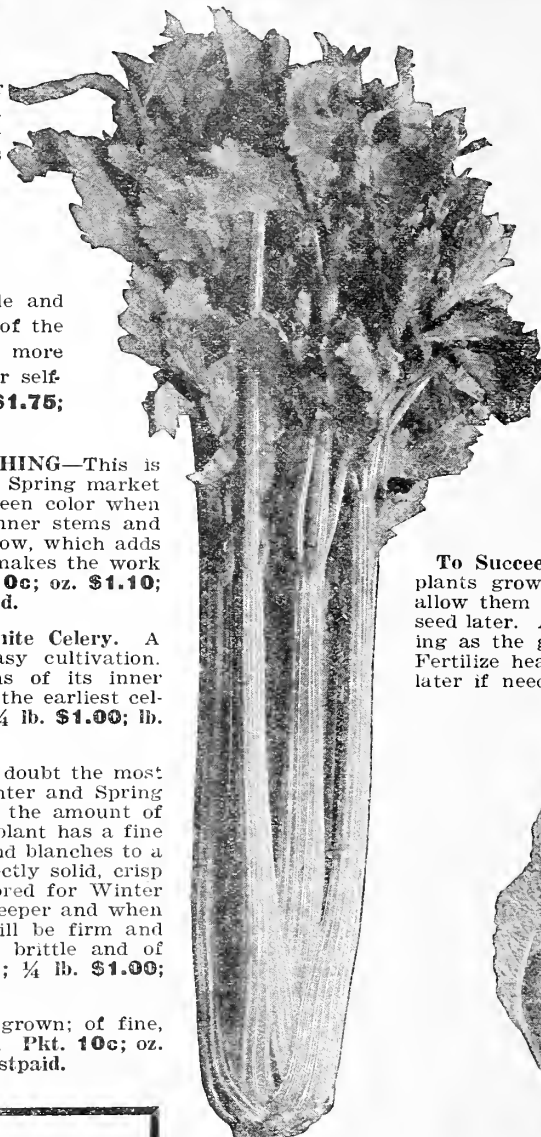 le and
of the
more
r self-
$1.75;
HING—This is
Spring market
een color when
nner stems and
ow, which adds
makes the work
0c; oz. $1.10;
d.
ite Celery. A
asy cultivation.
s of its inner
the earliest cel-
¼ lb. $1.00; lb.
doubt the most
nter and Spring
the amount of
plant has a fine
nd blanches to a
ctly solid, crisp
ored for Winter
eeper and when
ill be firm and
brittle and of
; ¼ lb. $1.00;
grown; of fine,
Pkt. 10c; oz.
stpaid.
To Succee
plants grow
allow them
seed later. A
ing as the g
Fertilize hea
later if need